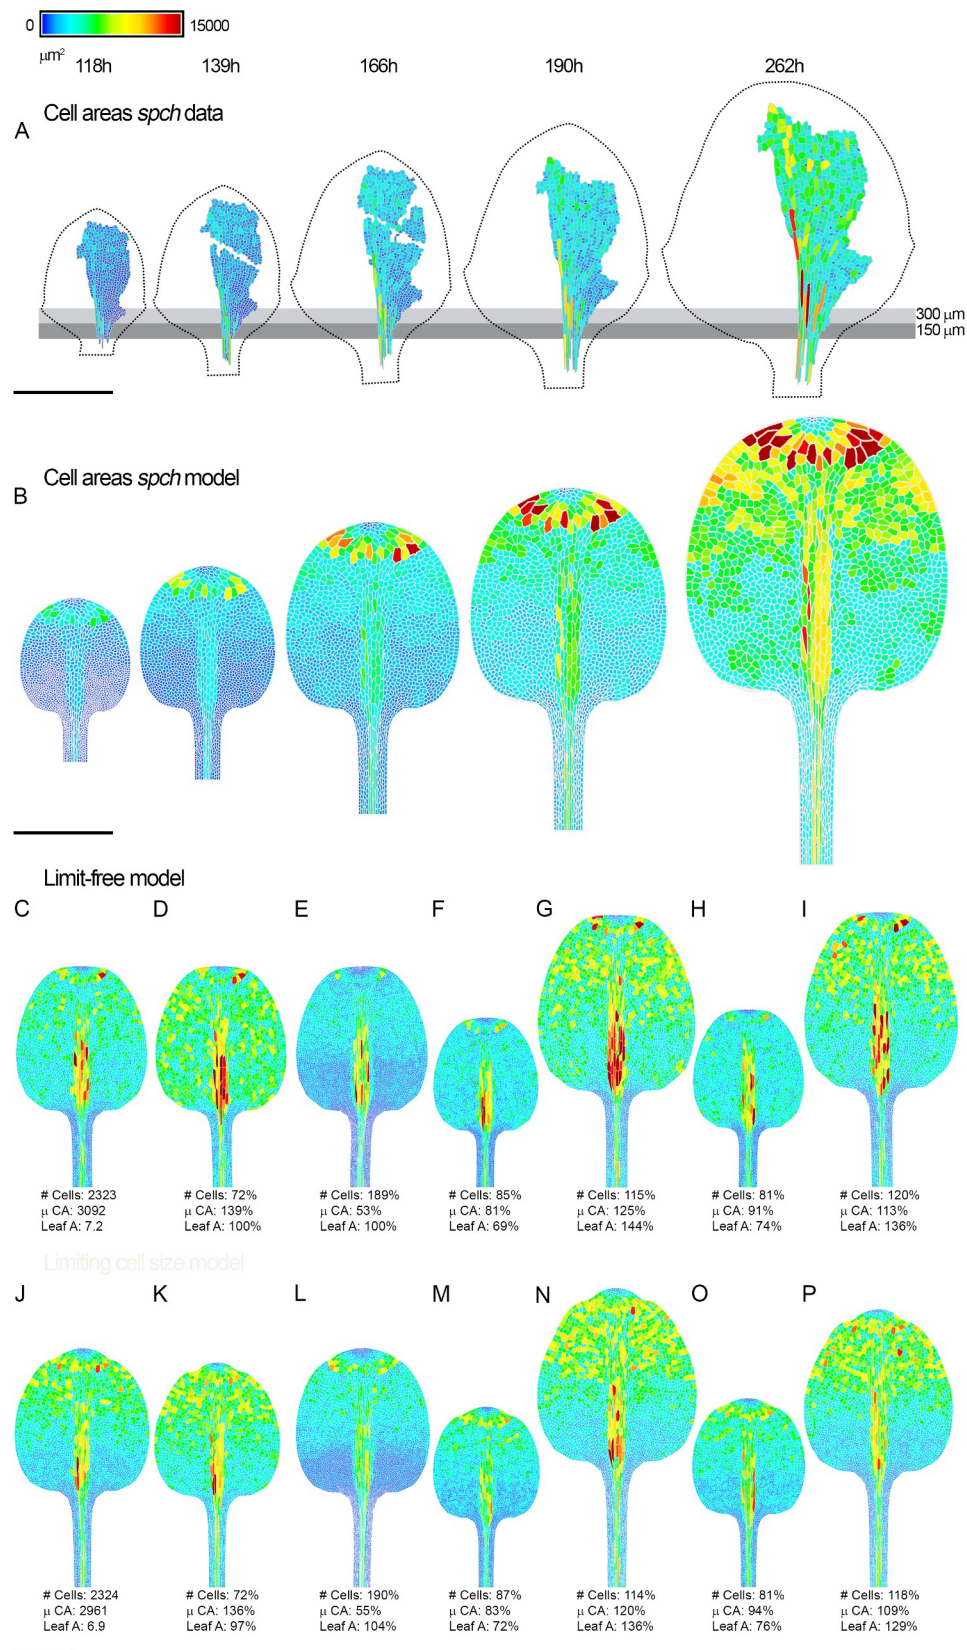 0 15000
μm²
118h 139h 166h 190h 262h
Cell areas spch data
A
300 μm
150 μm
Cell areas spch model
B
Limit-free model
C D E F G H I
# Cells: 2323 # Cells: 72% # Cells: 189% # Cells: 85% # Cells: 115% # Cells: 81% # Cells: 120%
μ CA: 3092 μ CA: 139% μ CA: 53% μ CA: 81% μ CA: 125% μ CA: 91% μ CA: 113%
Leaf A: 7.2 Leaf A: 100% Leaf A: 100% Leaf A: 69% Leaf A: 144% Leaf A: 74% Leaf A: 136%
Limiting cell size model
J K L M N O P
# Cells: 2324 # Cells: 72% # Cells: 190% # Cells: 87% # Cells: 114% # Cells: 81% # Cells: 118%
μ CA: 2961 μ CA: 136% μ CA: 55% μ CA: 83% μ CA: 120% μ CA: 94% μ CA: 109%
Leaf A: 6.9 Leaf A: 97% Leaf A: 104% Leaf A: 72% Leaf A: 136% Leaf A: 76% Leaf A: 129%